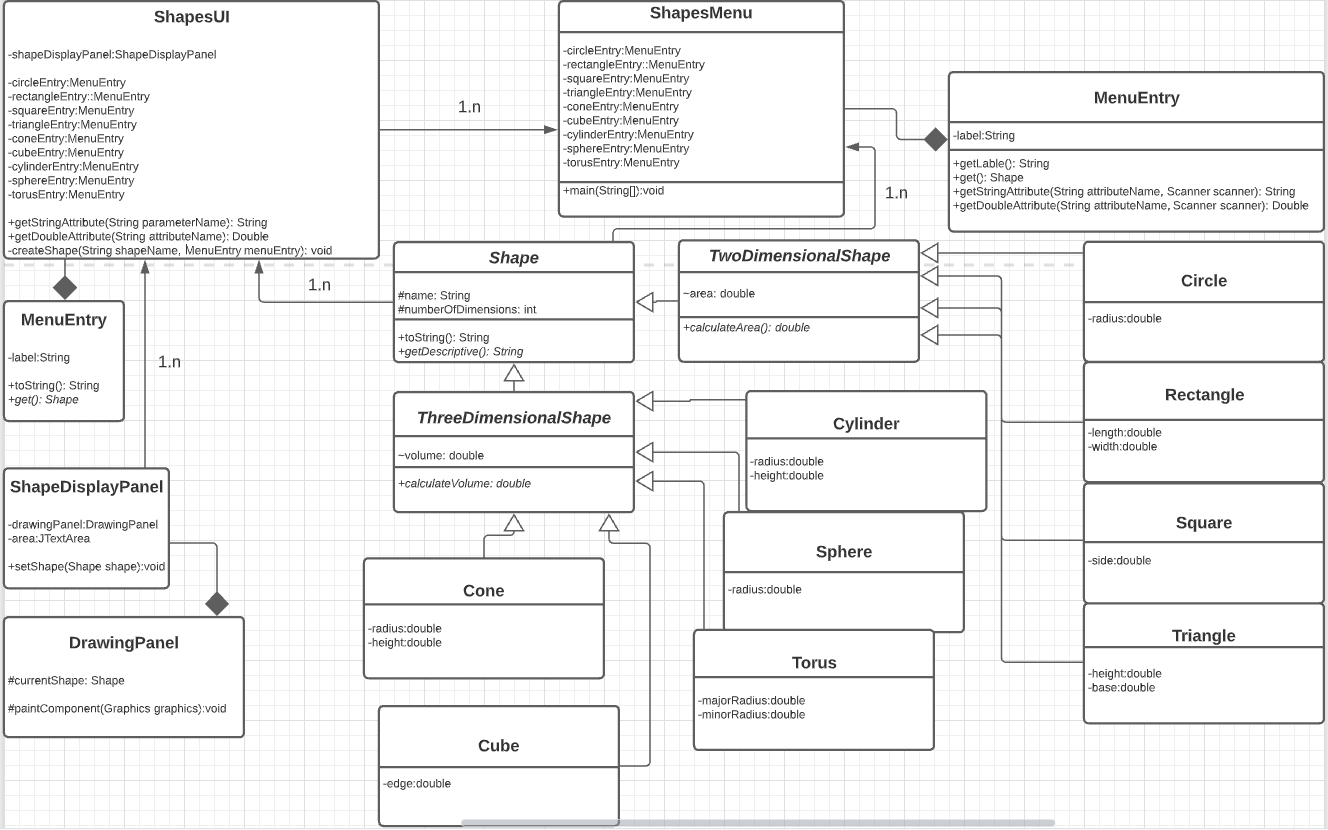 ShapesUI
-shapeDisplayPanel:ShapeDisplayPanel
-circleEntry:MenuEntry
-rectangleEntry::MenuEntry
-squareEntry:MenuEntry
-triangleEntry:MenuEntry
-coneEntry:MenuEntry
-cubeEntry:MenuEntry
-cylinderEntry:MenuEntry
-sphereEntry:MenuEntry
-torusEntry:MenuEntry
+getStringAttribute(String parameterName): String
+getDoubleAttribute(String attributeName): Double
-createShape(String shapeName, MenuEntry menuEntry): void
1.n
ShapesMenu
-circleEntry:MenuEntry
-rectangleEntry::MenuEntry
-squareEntry:MenuEntry
-triangleEntry:MenuEntry
-coneEntry:MenuEntry
-cubeEntry:MenuEntry
-cylinderEntry:MenuEntry
-sphereEntry:MenuEntry
-torusEntry:MenuEntry
+main(String[]):void
1.n
MenuEntry
-label:String
+getLable(): String
+get(): Shape
+getStringAttribute(String attributeName, Scanner scanner): String
+getDoubleAttribute(String attributeName, Scanner scanner): Double
MenuEntry
-label:String
+toString(): String
+get(): Shape
1.n
1.n
Shape
#name: String
#numberOfDimensions: int
+toString(): String
+getDescriptive(): String
TwoDimensionalShape
~area: double
+calculateArea(): double
Circle
-radius:double
Rectangle
-length:double
-width:double
Square
-side:double
Triangle
-height:double
-base:double
ThreeDimensionalShape
~volume: double
+calculateVolume: double
Cylinder
-radius:double
-height:double
Sphere
-radius:double
Torus
-majorRadius:double
-minorRadius:double
Cone
-radius:double
-height:double
Cube
-edge:double
ShapeDisplayPanel
-drawingPanel:DrawingPanel
-area:JTextArea
+setShape(Shape shape):void
DrawingPanel
#currentShape: Shape
#paintComponent(Graphics graphics):void